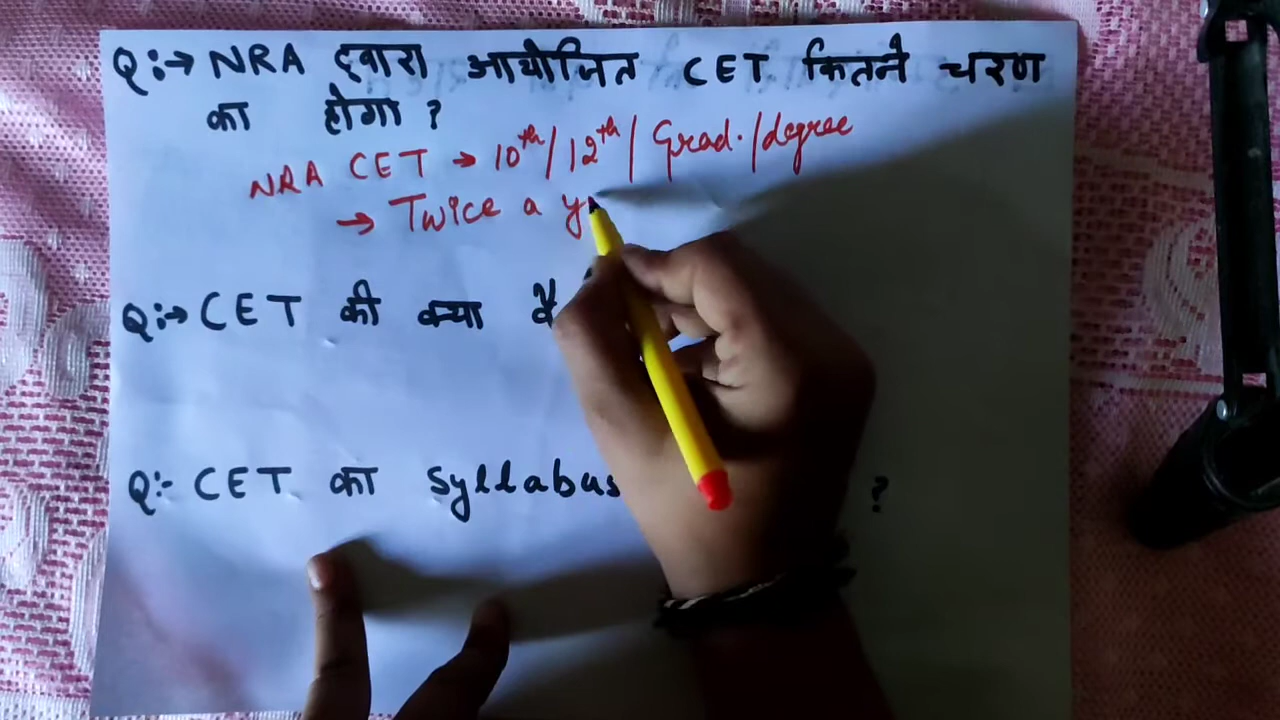 Q:→ NRA द्वारा आयोजित CET कितने चरण
का होगा ?
NRA CET → 10th/12th/Grad./degree
→ Twice a y
Q:→ CET की क्या
Q:- CET का Syllabus ?